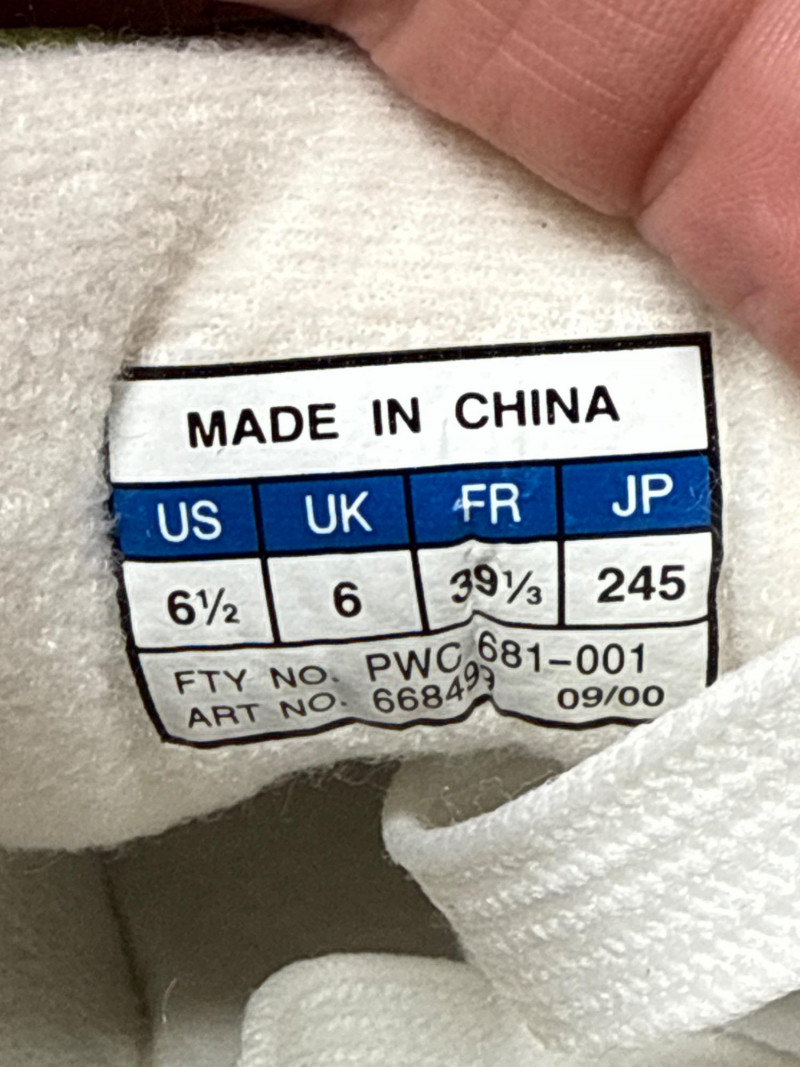 MADE IN CHINA
US UK FR JP
6½ 6 39⅓ 245
FTY NO. PWC 681-001
ART NO. 668499 09/00